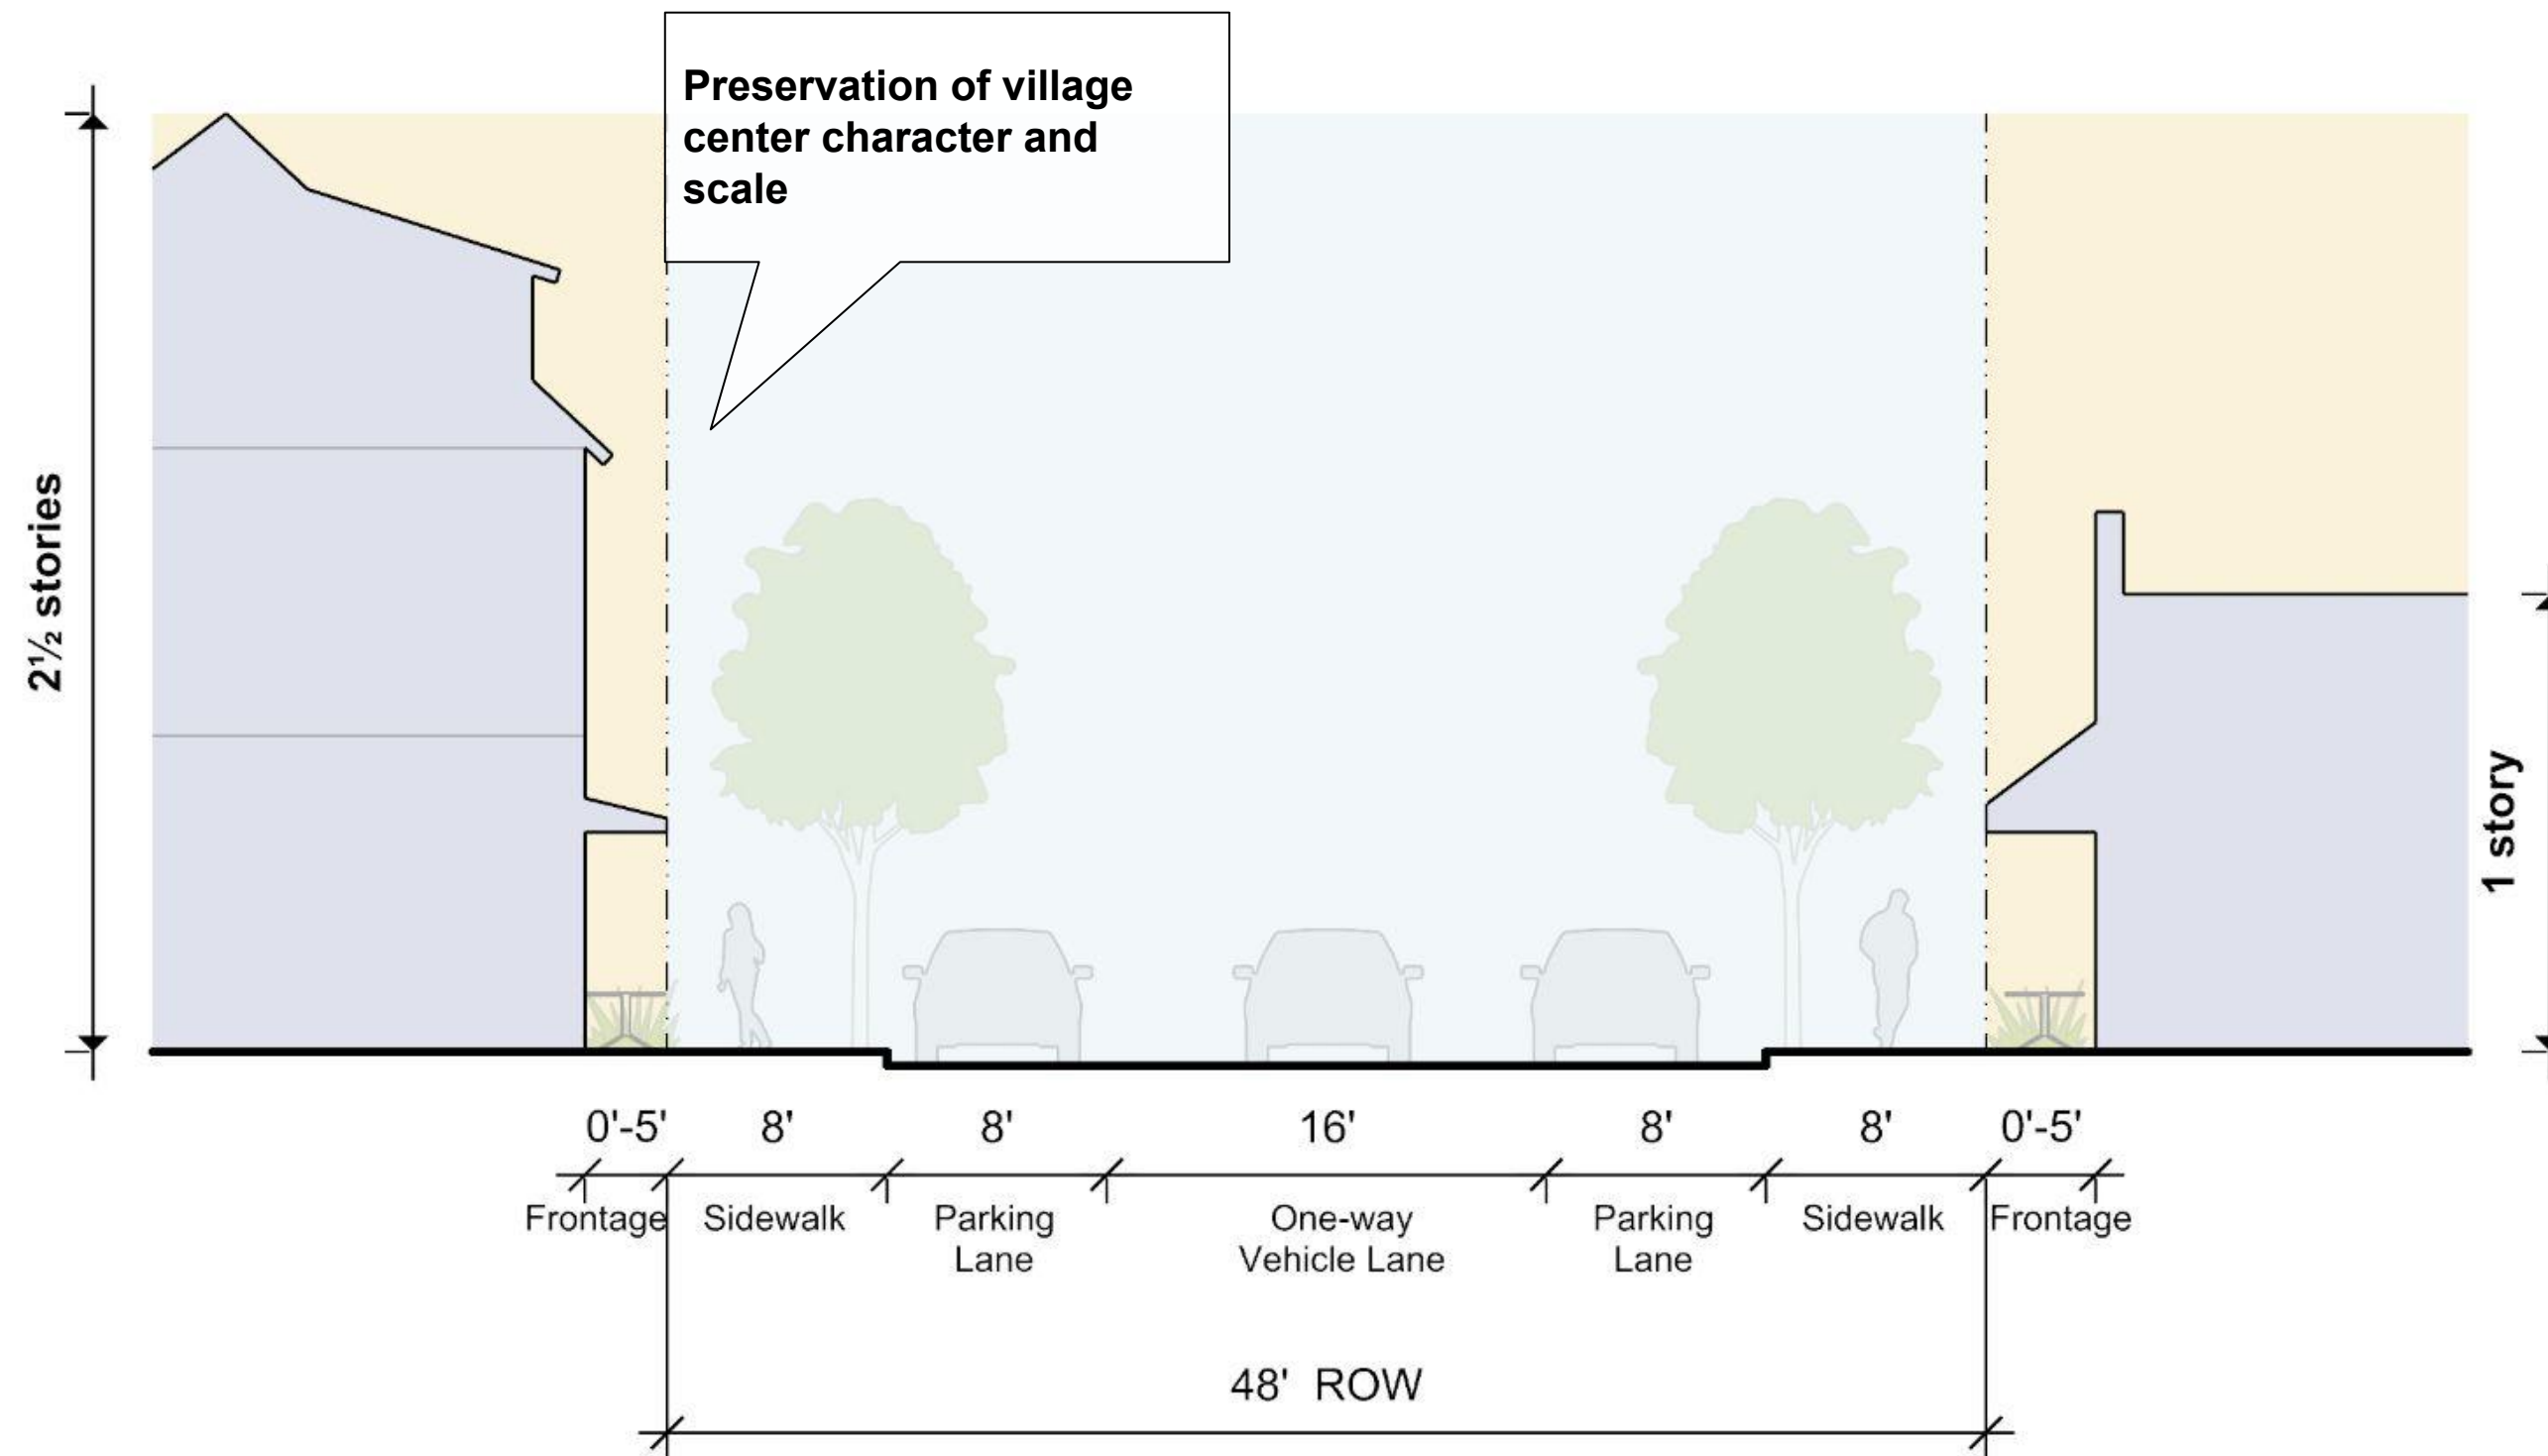 Preservation of village
center character and
scale
2½ stories
1 story
0'-5' 8' 8' 16' 8' 8' 0'-5'
Frontage Sidewalk Parking Lane One-way Vehicle Lane Parking Lane Sidewalk Frontage
48' ROW